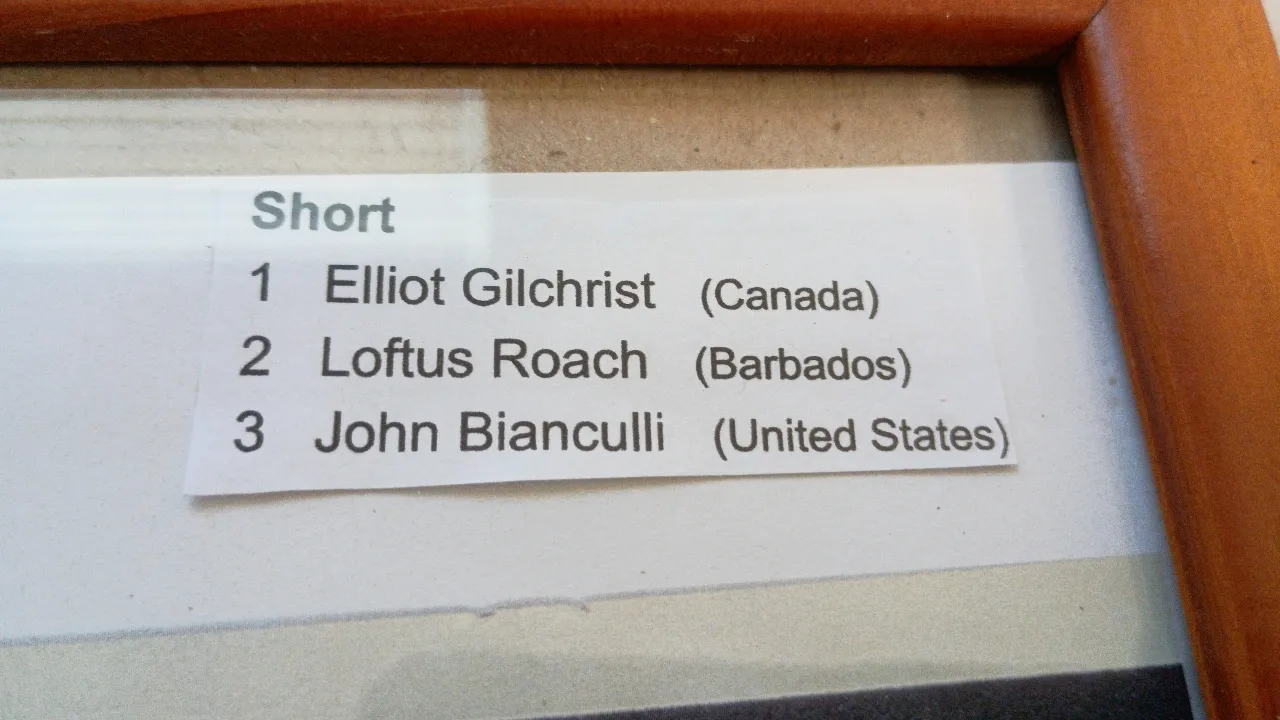 Short
1 Elliot Gilchrist (Canada)
2 Loftus Roach (Barbados)
3 John Bianculli (United States)